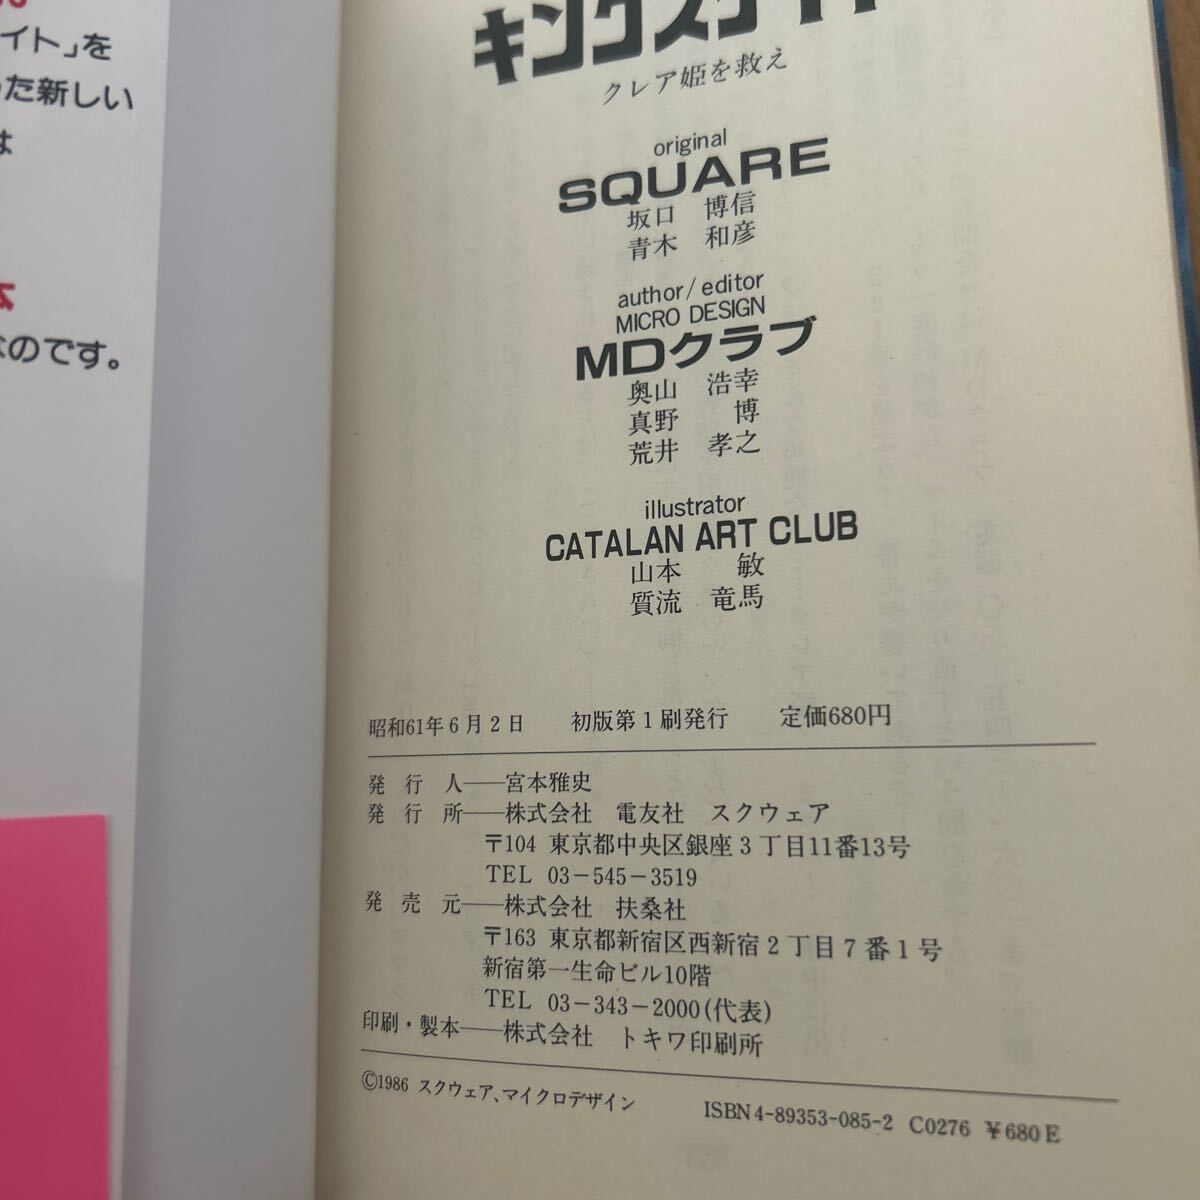 イト」を
た新しい
は
本
なのです。
キングスナイト
クレア姫を救え
original
SQUARE
坂口 博信
青木 和彦
author/editor
MICRO DESIGN
MDクラブ
奥山 浩幸
真野 博
荒井 孝之
illustrator
CATALAN ART CLUB
山本 敏
質流 竜馬
昭和61年6月2日 初版第1刷発行 定価680円
発行人──宮本雅史
発行所──株式会社 電友社 スクウェア
〒104 東京都中央区銀座3丁目11番13号
TEL 03-545-3519
発売元──株式会社 扶桑社
〒163 東京都新宿区西新宿2丁目7番1号
新宿第一生命ビル10階
TEL 03-343-2000(代表)
印刷・製本──株式会社 トキワ印刷所
©1986 スクウェア、マイクロデザイン
ISBN4-89353-085-2 C0276 ￥680E